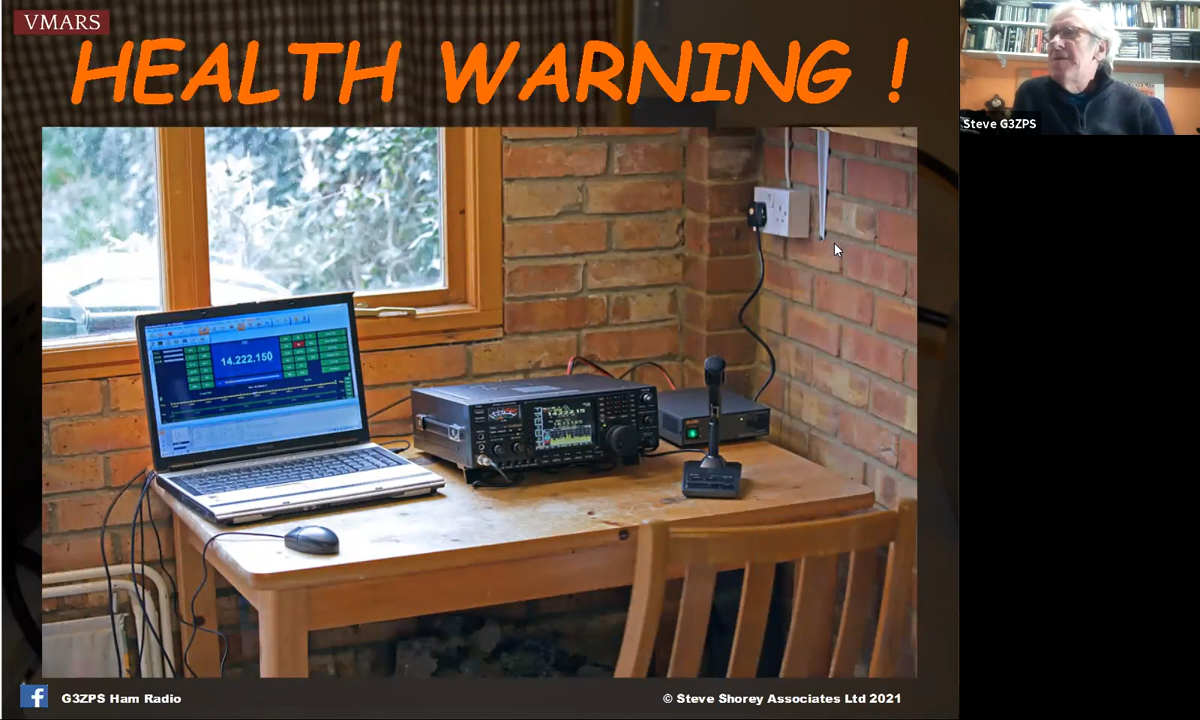 VMARS
HEALTH WARNING !
Steve G3ZPS
14.222.150
G3ZPS Ham Radio
© Steve Shorey Associates Ltd 2021